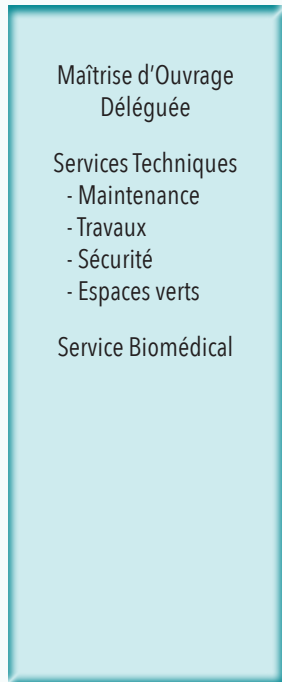 Maîtrise d'Ouvrage
Déléguée
Services Techniques
- Maintenance
- Travaux
- Sécurité
- Espaces verts
Service Biomédical